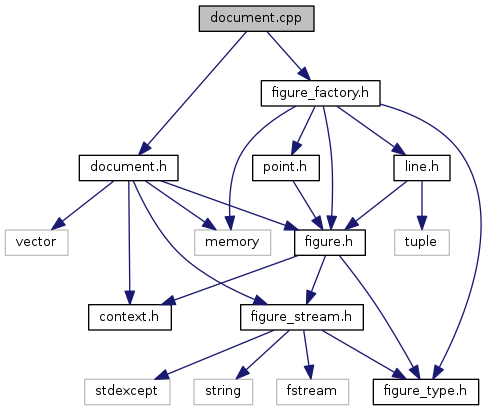 document.cpp
figure_factory.h
document.h
point.h
line.h
vector
memory
figure.h
tuple
context.h
figure_stream.h
stdexcept
string
fstream
figure_type.h